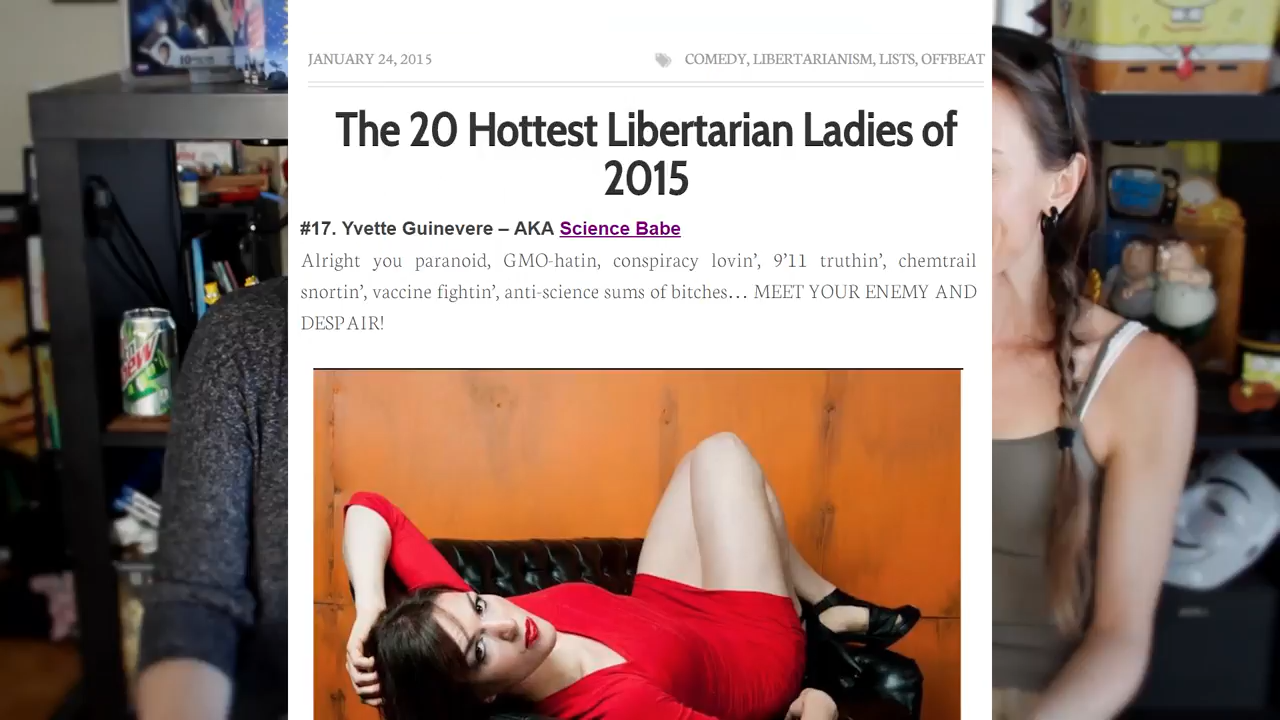 JANUARY 24, 2015
COMEDY, LIBERTARIANISM, LISTS, OFFBEAT
The 20 Hottest Libertarian Ladies of
2015
#17. Yvette Guinevere – AKA Science Babe
Alright you paranoid, GMO-hatin, conspiracy lovin’, 9’11 truthin’, chemtrail
snortin’, vaccine fightin’, anti-science sums of bitches… MEET YOUR ENEMY AND
DESPAIR!